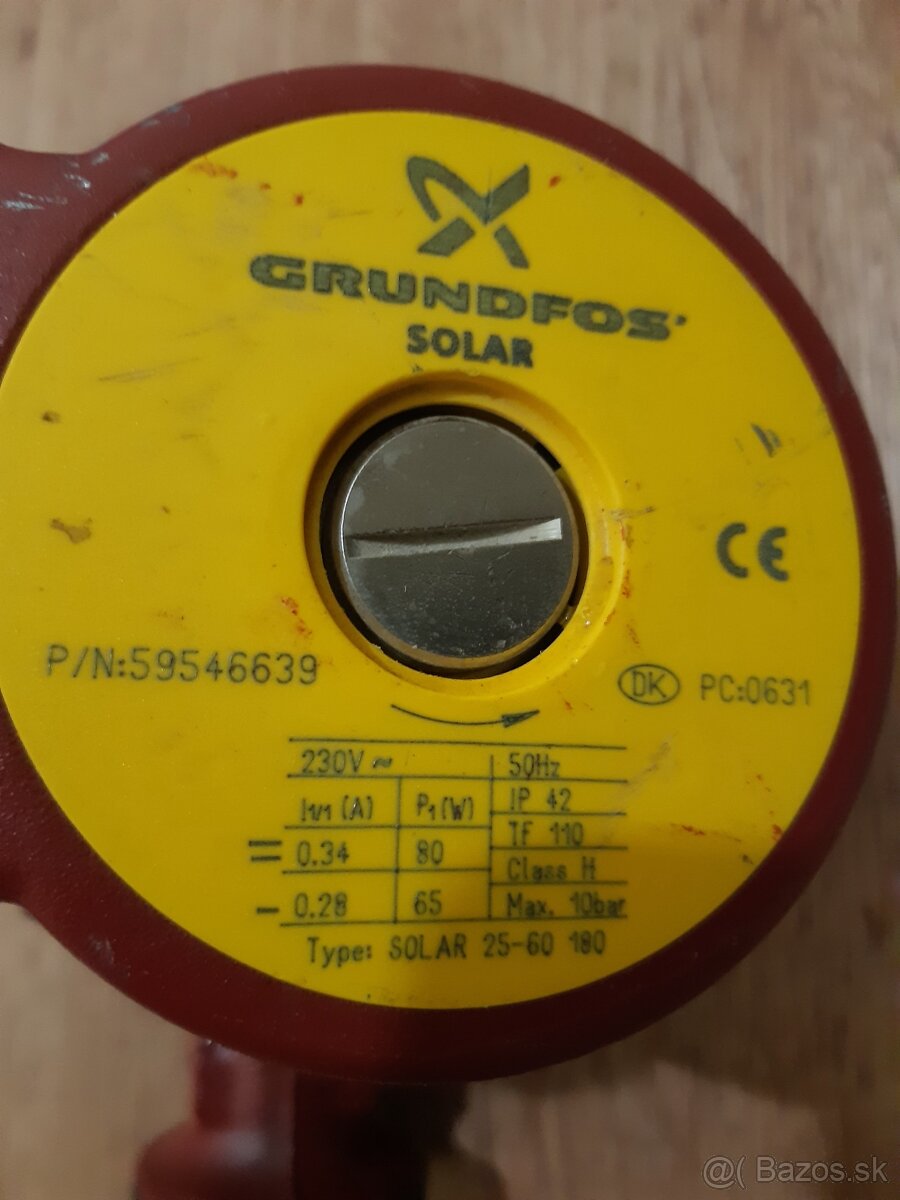 GRUNDFOS
SOLAR
CE
P/N:59546639
DK PC:0631
230V ~ 50Hz
I1/1 (A) P1(W) IP 42
TF 110
= 0.34 80
Class H
- 0.28 65 Max. 10bar
Type: SOLAR 25-60 180
@( Bazos.sk